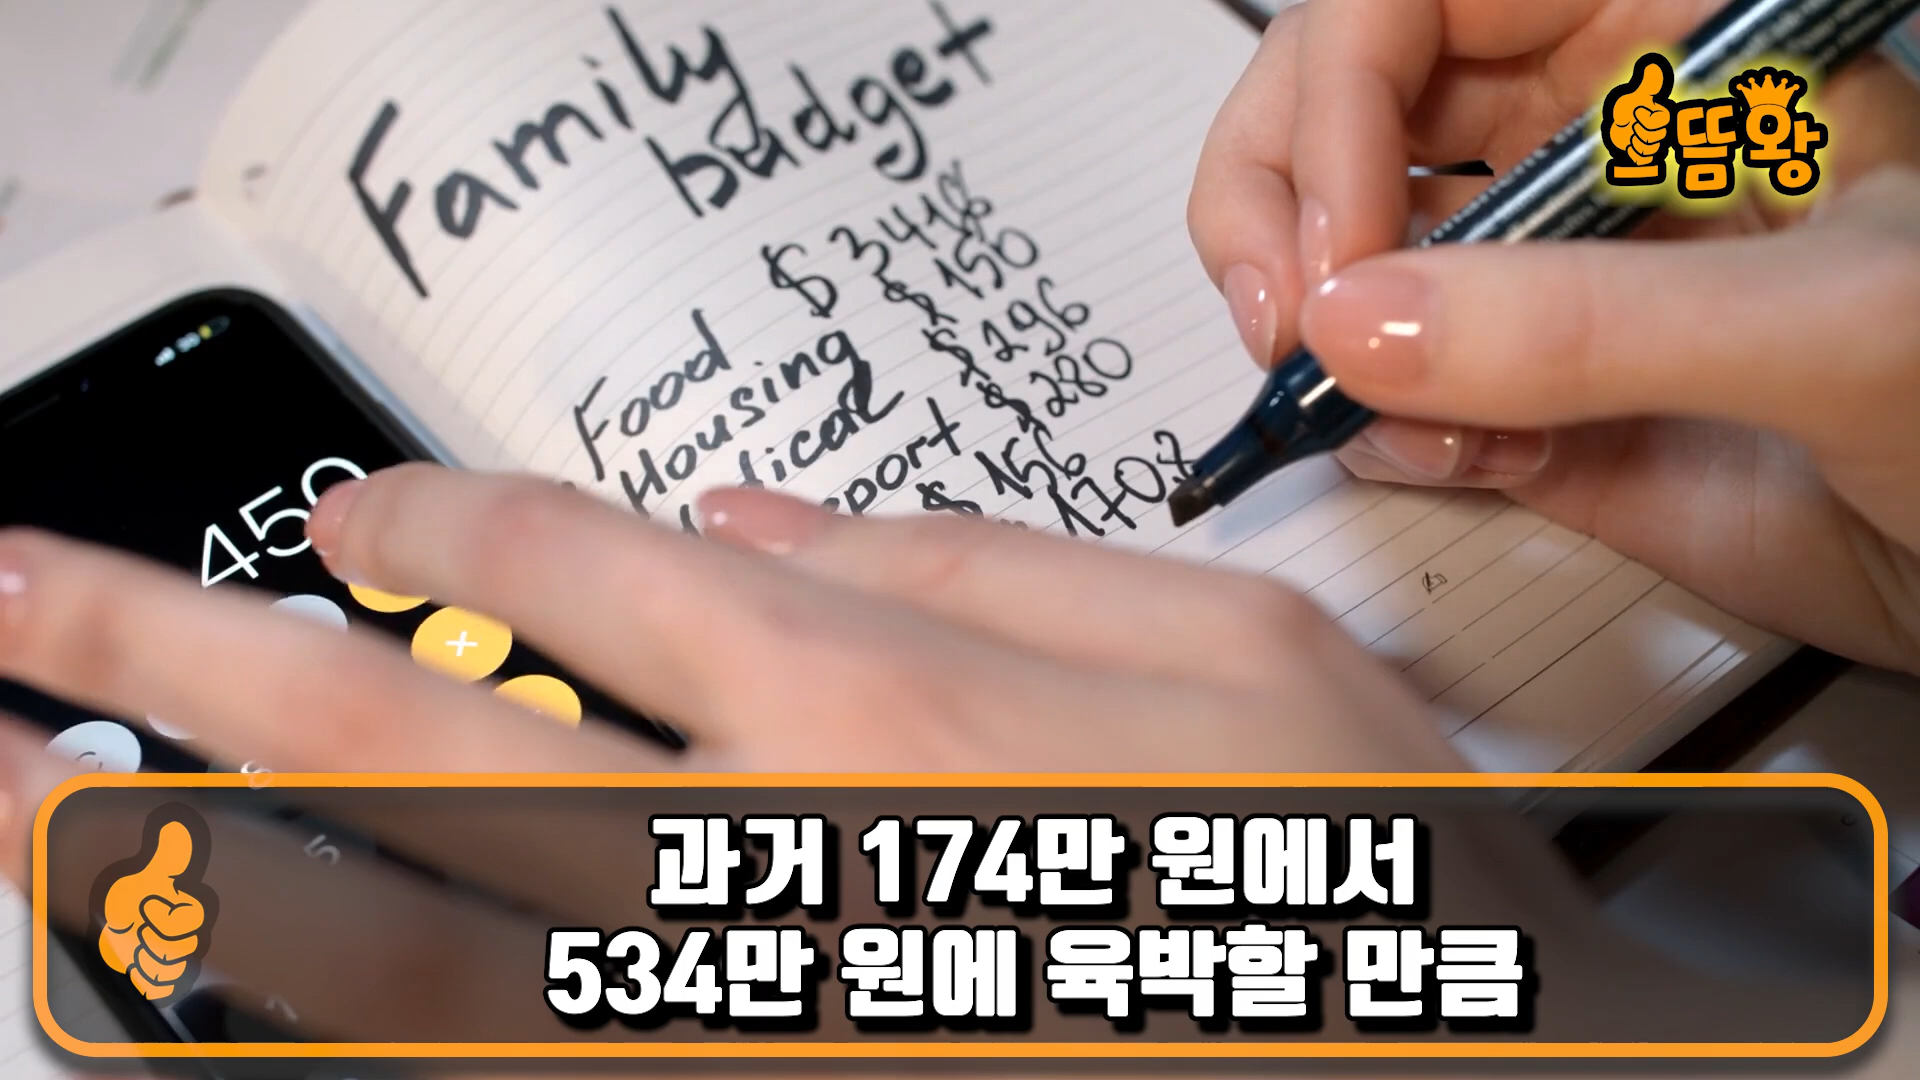 Family
budget
Food $ 3418
Housing $ 150
$ 296
$ 280
$ 156
1708
450
×
으뜸왕
과거 174만 원에서
534만 원에 육박할 만큼